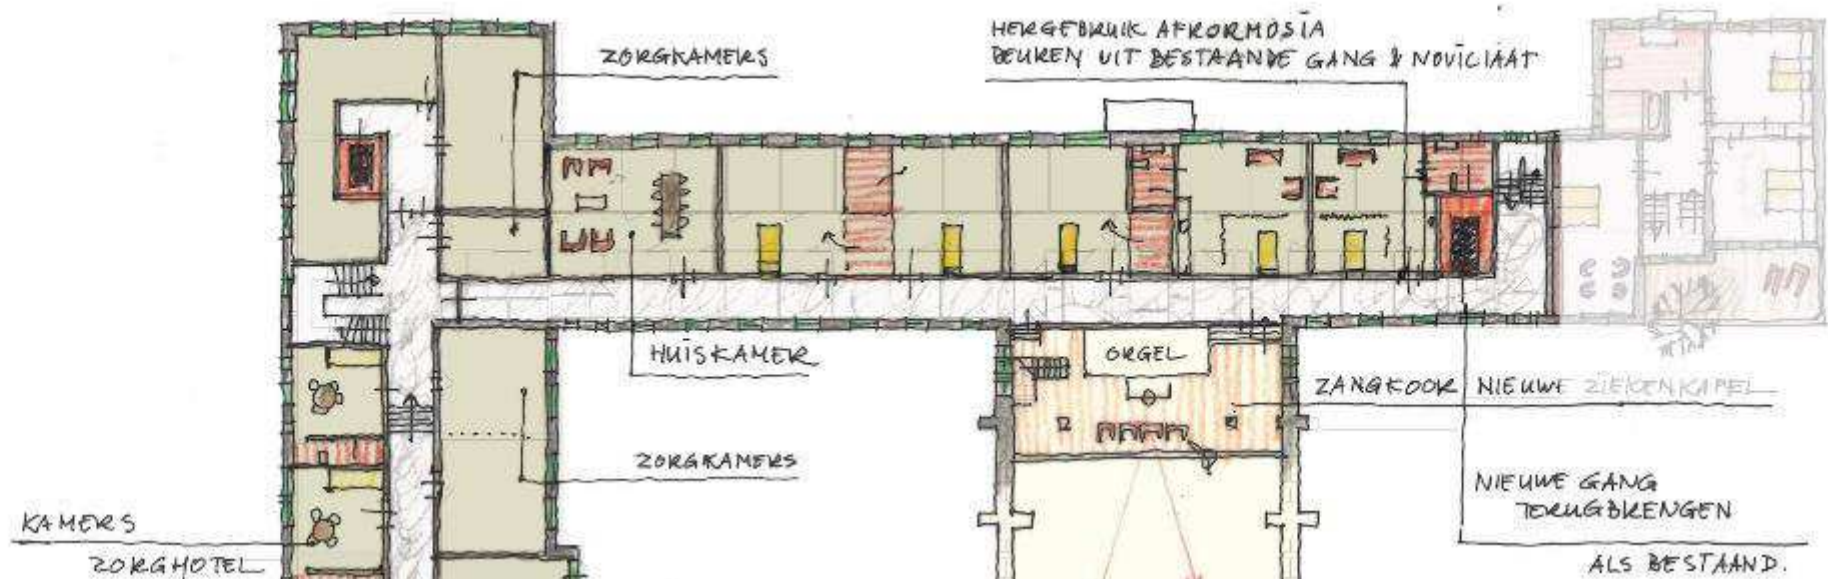 ZORGKAMERS
HERGEBRUIK AFRORMOSIA
DEUREN UIT BESTAANDE GANG & NOVICIAAT
HUISKAMER
ORGEL
ZANGKOOR NIEUWE ZIEKENKAPEL
ZORGKAMERS
NIEUWE GANG
TERUGBRENGEN
ALS BESTAAND.
KAMERS
ZORGHOTEL